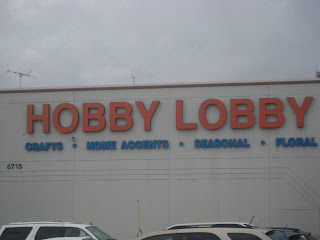 HOBBY LOBBY
CRAFTS • HOME ACCENTS • SEASONAL • FLORAL
6715